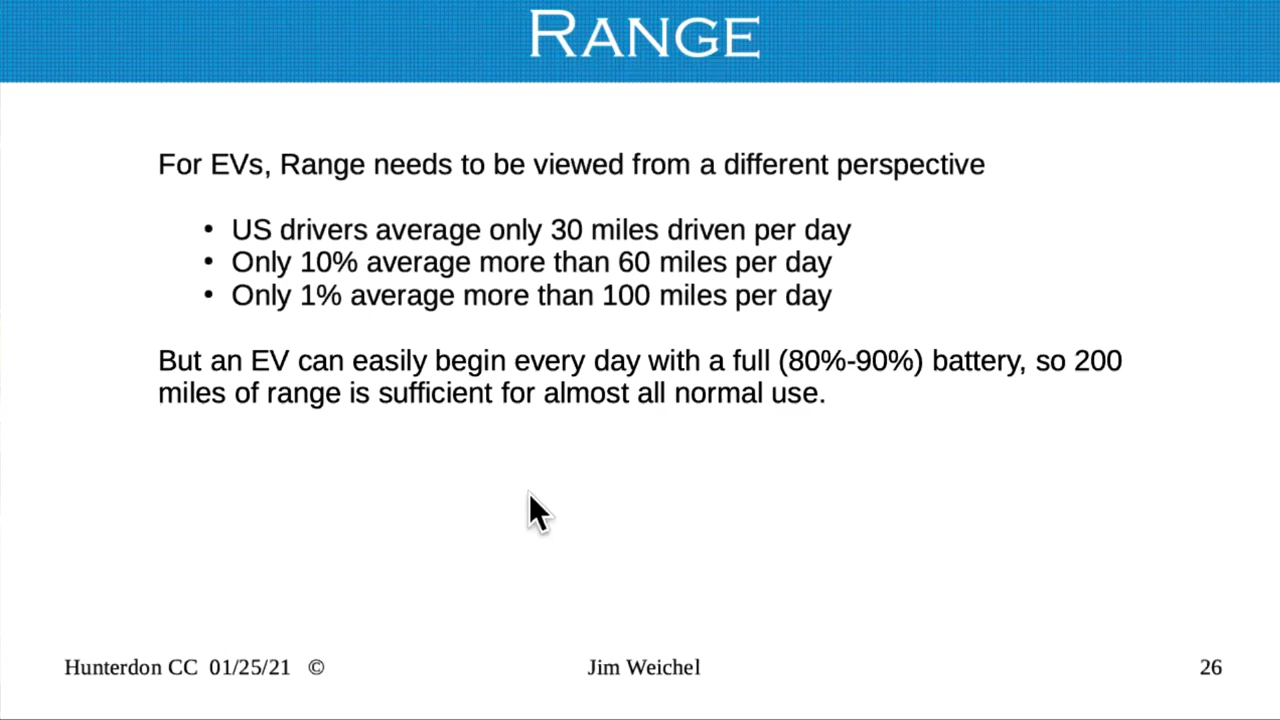 RANGE
For EVs, Range needs to be viewed from a different perspective
• US drivers average only 30 miles driven per day
• Only 10% average more than 60 miles per day
• Only 1% average more than 100 miles per day
But an EV can easily begin every day with a full (80%-90%) battery, so 200
miles of range is sufficient for almost all normal use.
Hunterdon CC 01/25/21 © Jim Weichel 26